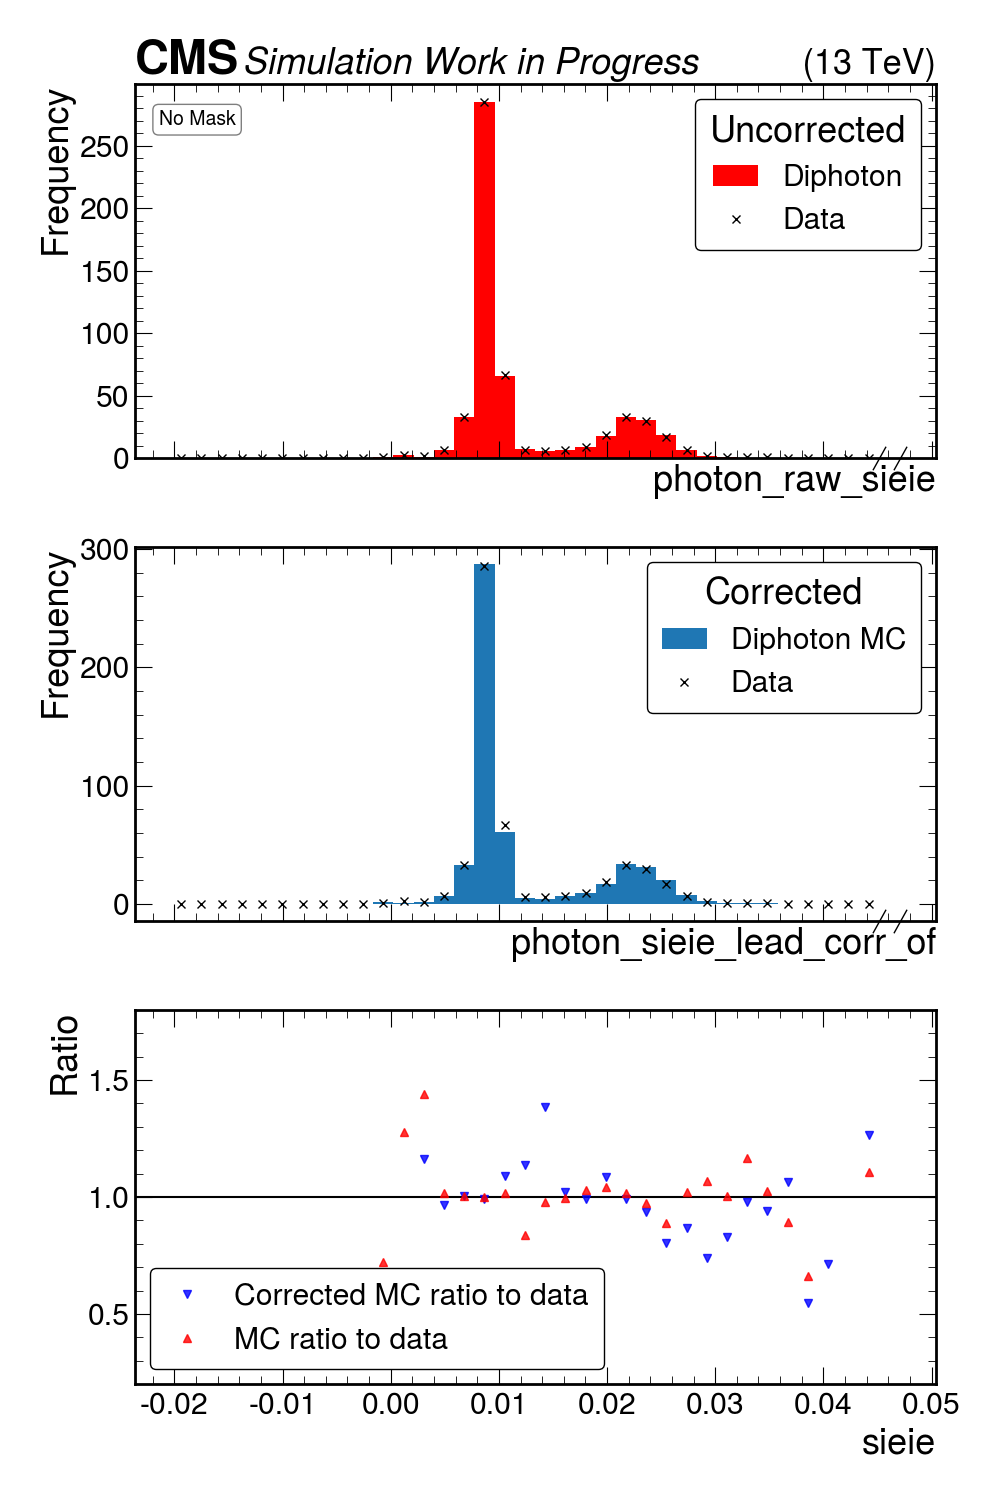 CMS Simulation Work in Progress (13 TeV)
Frequency
No Mask
Uncorrected
Diphoton
Data
250
200
150
100
50
0
photon_raw_sieie
Frequency
Corrected
Diphoton MC
Data
300
200
100
0
photon_sieie_lead_corr_of
Ratio
1.5
1.0
0.5
Corrected MC ratio to data
MC ratio to data
-0.02 -0.01 0.00 0.01 0.02 0.03 0.04 0.05
sieie